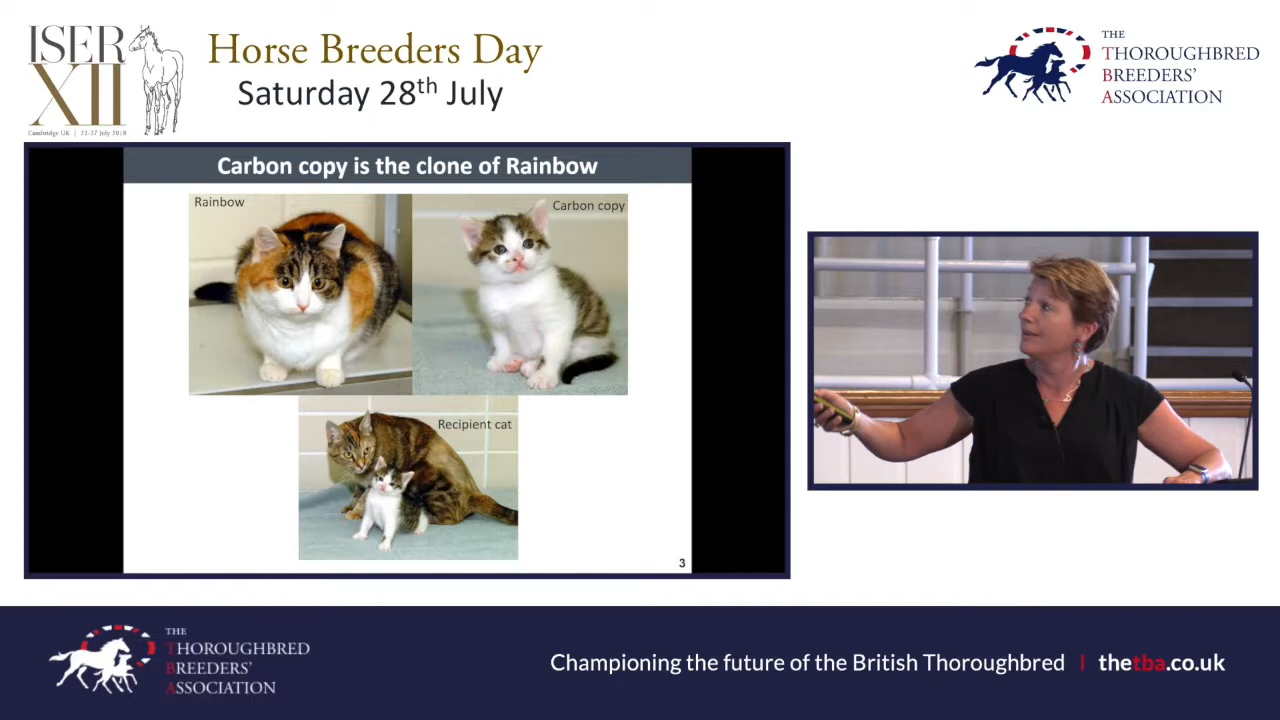 ISER
XII
Cambridge UK | 22-27 July 2018
Horse Breeders Day
Saturday 28th July
THE
THOROUGHBRED
BREEDERS'
ASSOCIATION
Carbon copy is the clone of Rainbow
Rainbow
Carbon copy
Recipient cat
3
THE
THOROUGHBRED
BREEDERS'
ASSOCIATION
Championing the future of the British Thoroughbred | thetba.co.uk